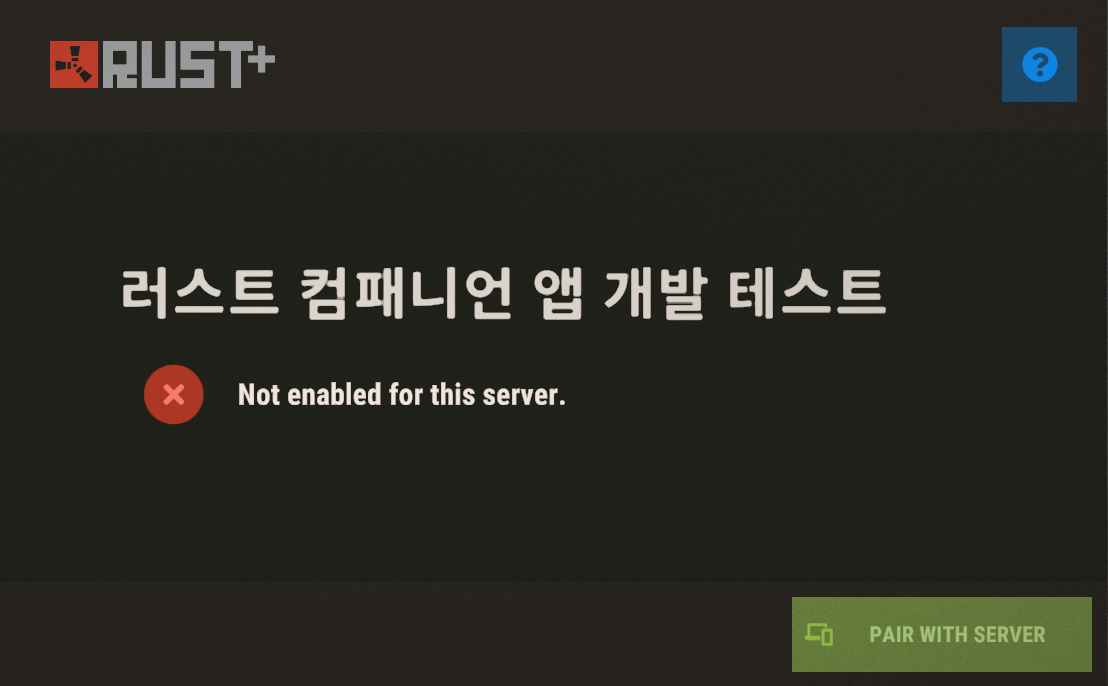 RUST+
러스트 컴패니언 앱 개발 테스트
Not enabled for this server.
PAIR WITH SERVER